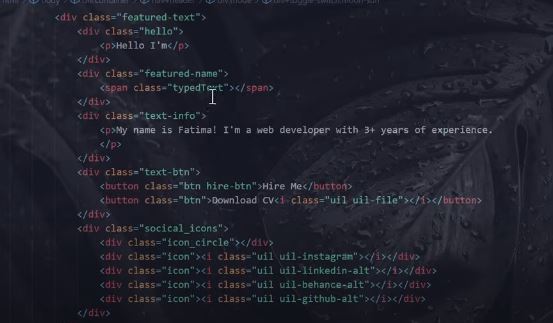 <div class="featured-text">
<div class="hello">
<p>Hello I'm</p>
</div>
<div class="featured-name">
<span class="typedText"></span>
</div>
<div class="text-info">
<p>My name is Fatima! I'm a web developer with 3+ years of experience.
</p>
</div>
<div class="text-btn">
<button class="btn hire-btn">Hire Me</button>
<button class="btn">Download CV<i class="uil uil-file"></i></button>
</div>
<div class="socical_icons">
<div class="icon_circle"></div>
<div class="icon"><i class="uil uil-instagram"></i></div>
<div class="icon"><i class="uil uil-linkedin-alt"></i></div>
<div class="icon"><i class="uil uil-behance-alt"></i></div>
<div class="icon"><i class="uil uil-github-alt"></i></div>
</div>